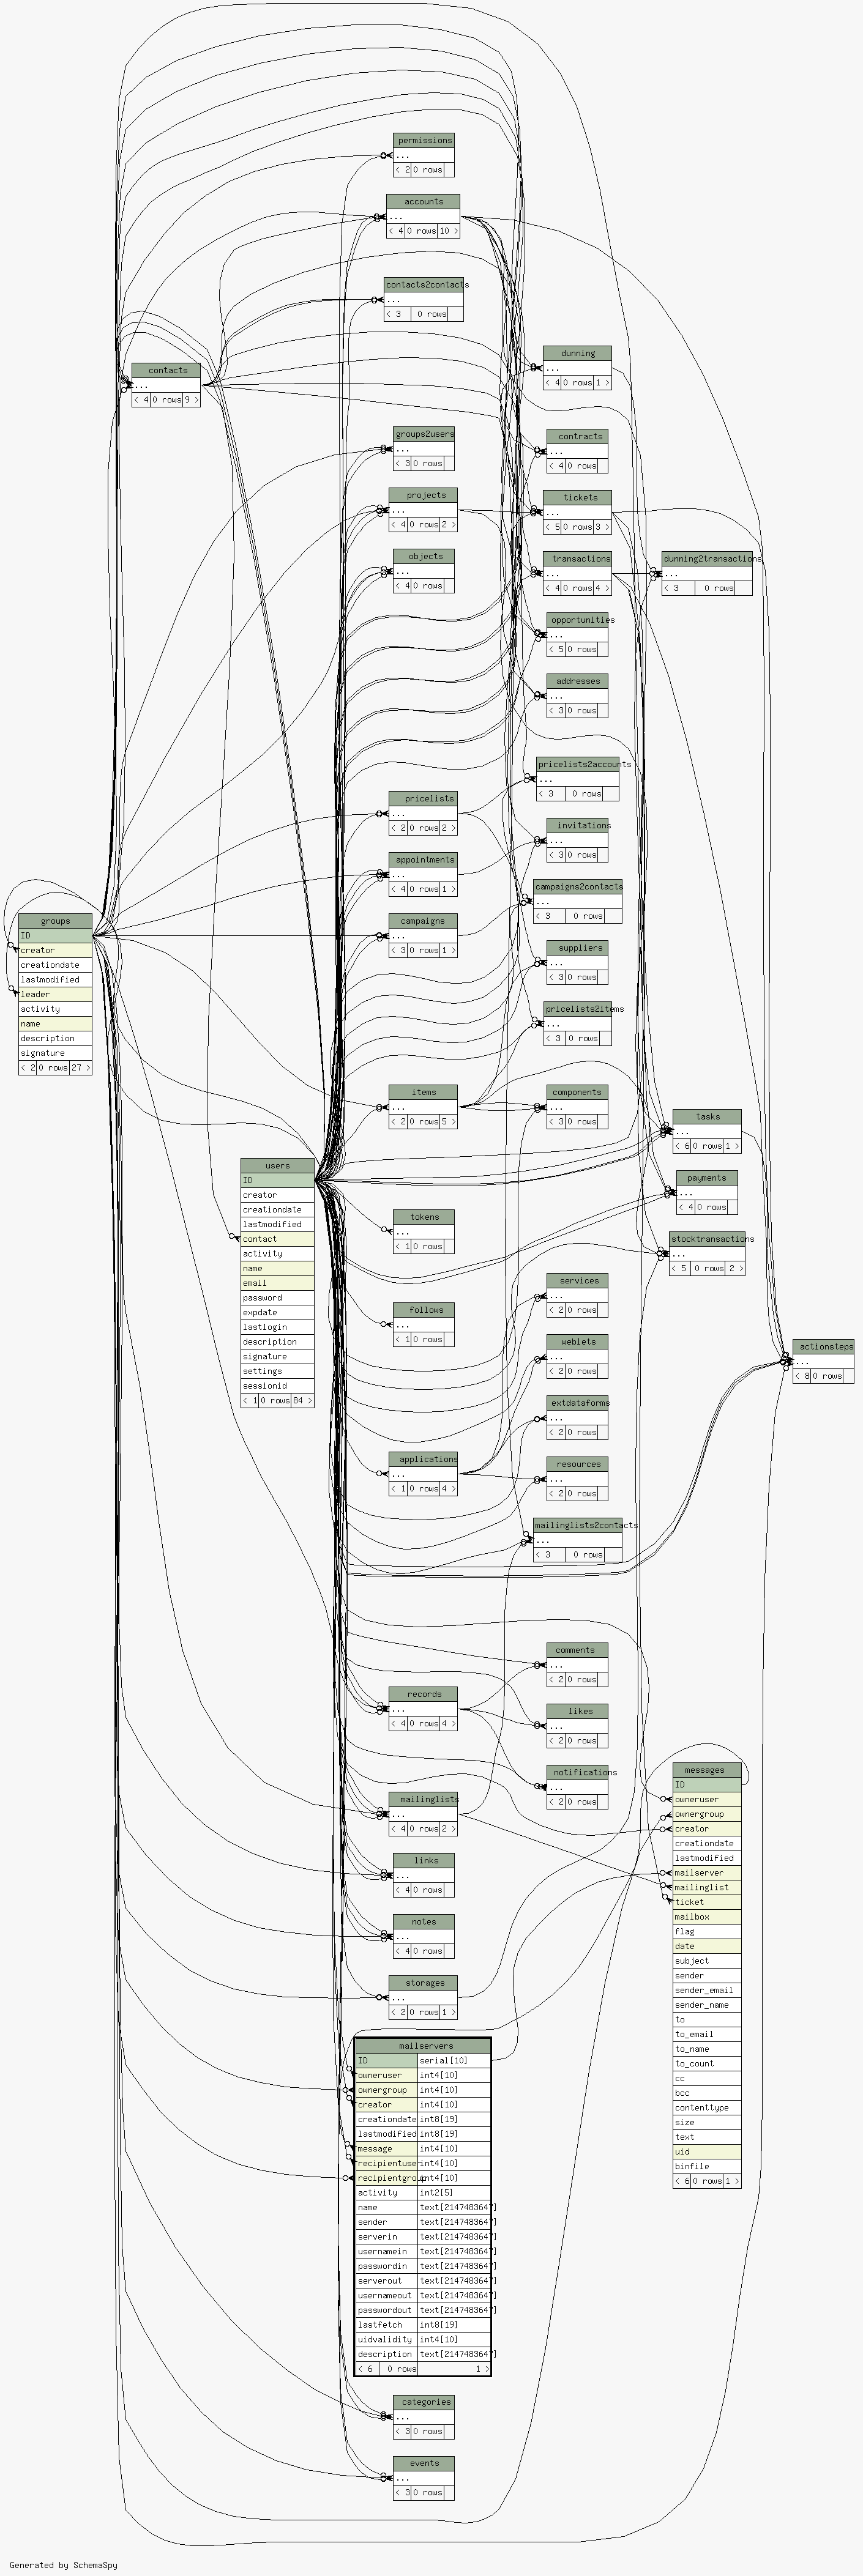 permissions
...
< 2 0 rows
accounts
...
< 4 0 rows 10 >
contacts2contacts
...
< 3 0 rows
dunning
...
< 4 0 rows 1 >
contacts
...
< 4 0 rows 9 >
groups2users
...
< 3 0 rows
contracts
...
< 4 0 rows
projects
...
< 4 0 rows 2 >
tickets
...
< 5 0 rows 3 >
objects
...
< 4 0 rows
transactions
...
< 4 0 rows 4 >
dunning2transactions
...
< 3 0 rows
opportunities
...
< 5 0 rows
addresses
...
< 3 0 rows
pricelists2accounts
...
< 3 0 rows
pricelists
...
< 2 0 rows 2 >
invitations
...
< 3 0 rows
appointments
...
< 4 0 rows 1 >
campaigns2contacts
...
< 3 0 rows
groups
ID
creator
creationdate
lastmodified
leader
activity
name
description
signature
< 2 0 rows 27 >
campaigns
...
< 3 0 rows 1 >
suppliers
...
< 3 0 rows
pricelists2items
...
< 3 0 rows
items
...
< 2 0 rows 5 >
components
...
< 3 0 rows
tasks
...
< 6 0 rows 1 >
users
ID
creator
creationdate
lastmodified
contact
activity
name
email
password
expdate
lastlogin
description
signature
settings
sessionid
< 1 0 rows 84 >
payments
...
< 4 0 rows
tokens
...
< 1 0 rows
stocktransactions
...
< 5 0 rows 2 >
services
...
< 2 0 rows
follows
...
< 1 0 rows
weblets
...
< 2 0 rows
actionsteps
...
< 8 0 rows
extdataforms
...
< 2 0 rows
applications
...
< 1 0 rows 4 >
resources
...
< 2 0 rows
mailinglists2contacts
...
< 3 0 rows
comments
...
< 2 0 rows
records
...
< 4 0 rows 4 >
likes
...
< 2 0 rows
notifications
...
< 2 0 rows
messages
ID
owneruser
ownergroup
creator
creationdate
lastmodified
mailserver
mailinglist
ticket
mailbox
flag
date
subject
sender
sender_email
sender_name
to
to_email
to_name
to_count
cc
bcc
contenttype
size
text
uid
binfile
< 6 0 rows 1 >
mailinglists
...
< 4 0 rows 2 >
links
...
< 4 0 rows
notes
...
< 4 0 rows
storages
...
< 2 0 rows 1 >
mailservers
ID serial[10]
owneruser int4[10]
ownergroup int4[10]
creator int4[10]
creationdate int8[19]
lastmodified int8[19]
message int4[10]
recipientuser int4[10]
recipientgroup int4[10]
activity int2[5]
name text[2147483647]
sender text[2147483647]
serverin text[2147483647]
usernamein text[2147483647]
passwordin text[2147483647]
serverout text[2147483647]
usernameout text[2147483647]
passwordout text[2147483647]
lastfetch int8[19]
uidvalidity int4[10]
description text[2147483647]
< 6 0 rows 1 >
categories
...
< 3 0 rows
events
...
< 3 0 rows
Generated by SchemaSpy